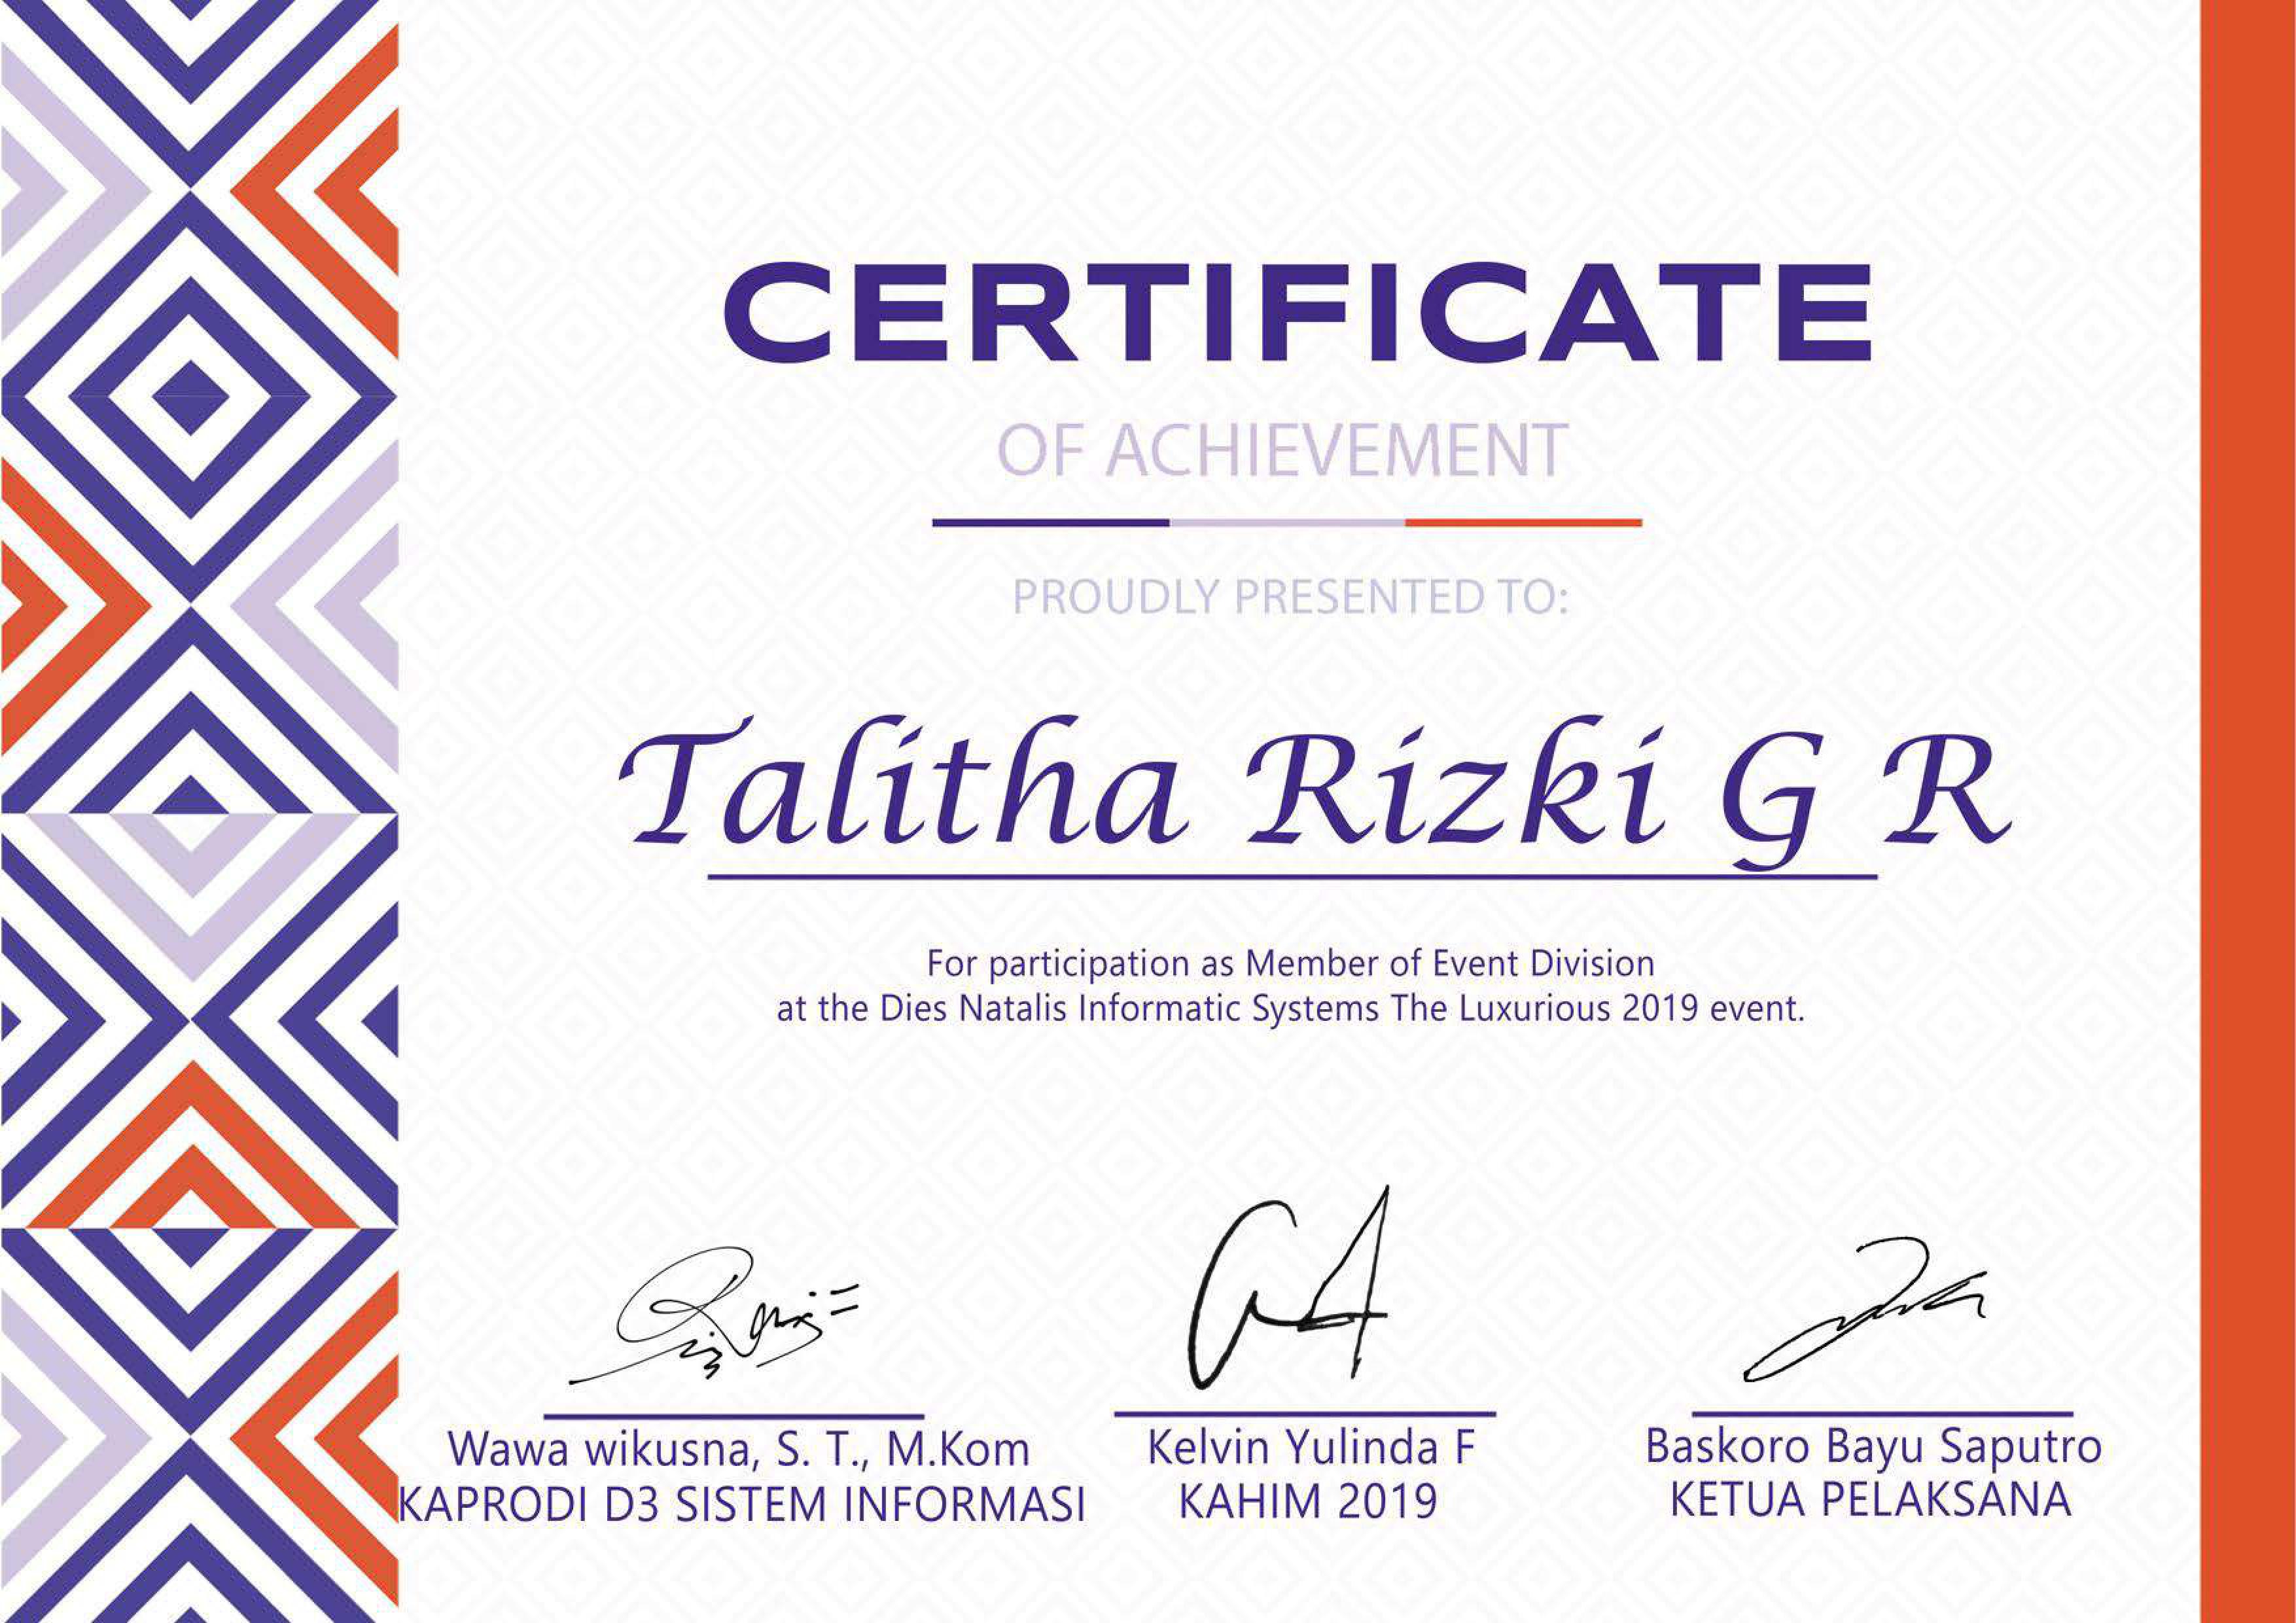 CERTIFICATE
OF ACHIEVEMENT
PROUDLY PRESENTED TO:
Talitha Rizki G R
For participation as Member of Event Division
at the Dies Natalis Informatic Systems The Luxurious 2019 event.
Wawa wikusna, S. T., M.Kom
KAPRODI D3 SISTEM INFORMASI
Kelvin Yulinda F
KAHIM 2019
Baskoro Bayu Saputro
KETUA PELAKSANA